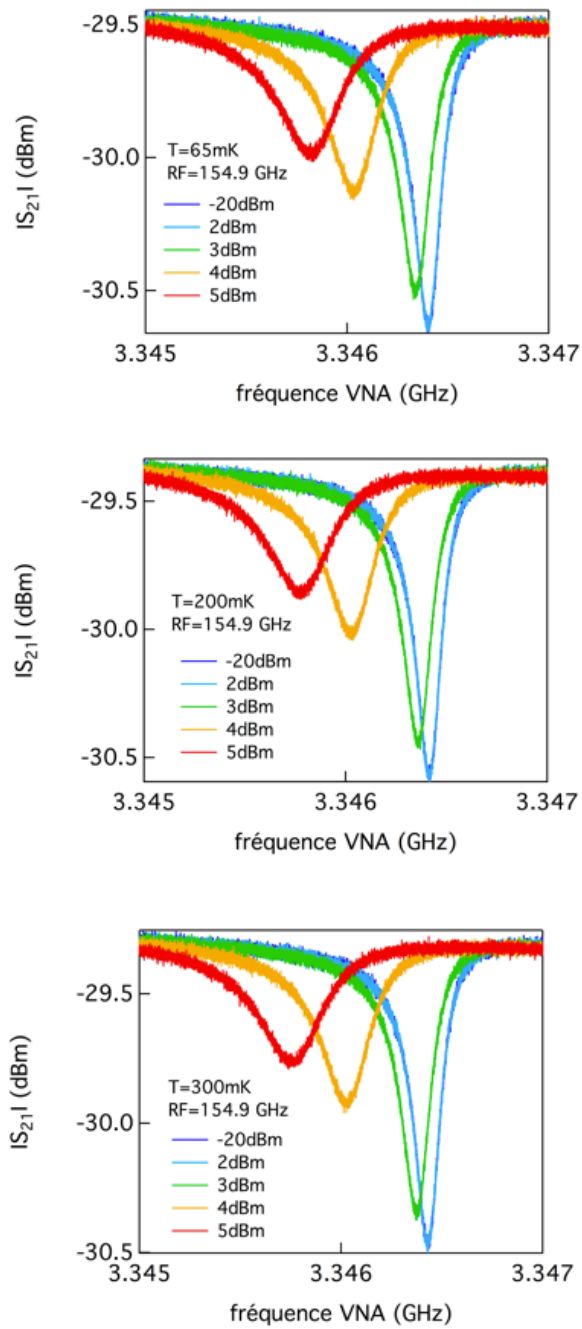 -29.5
-30.0
-30.5
|S21| (dBm)
T=65mK
RF=154.9 GHz
-20dBm
2dBm
3dBm
4dBm
5dBm
3.345
3.346
3.347
fréquence VNA (GHz)
-29.5
-30.0
-30.5
|S21| (dBm)
T=200mK
RF=154.9 GHz
-20dBm
2dBm
3dBm
4dBm
5dBm
3.345
3.346
3.347
fréquence VNA (GHz)
-29.5
-30.0
-30.5
|S21| (dBm)
T=300mK
RF=154.9 GHz
-20dBm
2dBm
3dBm
4dBm
5dBm
3.345
3.346
3.347
fréquence VNA (GHz)